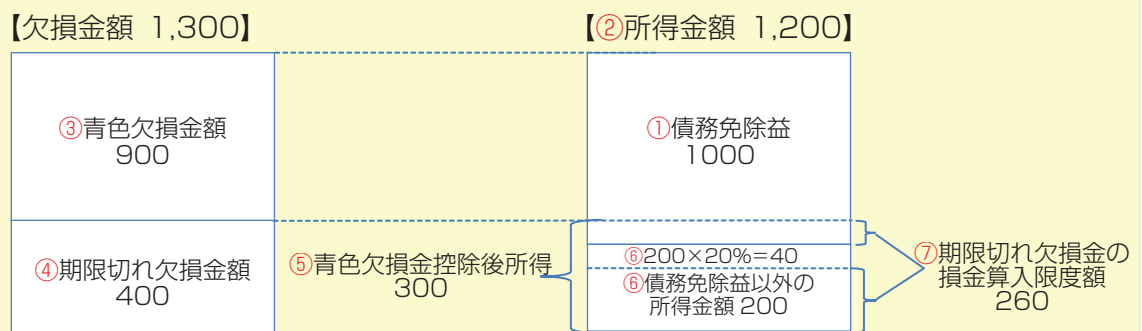 【欠損金額 1,300】
【②所得金額 1,200】
③青色欠損金額
900
①債務免除益
1000
④期限切れ欠損金額
400
⑤青色欠損金控除後所得
300
⑥200×20%=40
⑥債務免除益以外の
所得金額 200
⑦期限切れ欠損金の
損金算入限度額
260